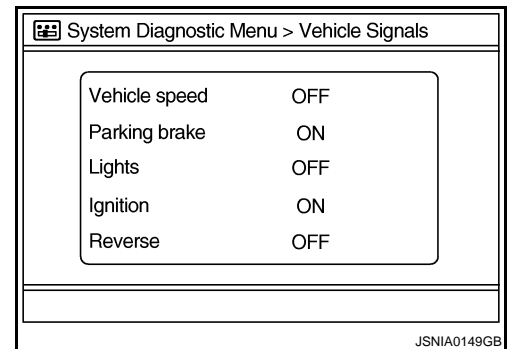 System Diagnostic Menu > Vehicle Signals
Vehicle speed OFF
Parking brake ON
Lights OFF
Ignition ON
Reverse OFF
JSNIA0149GB